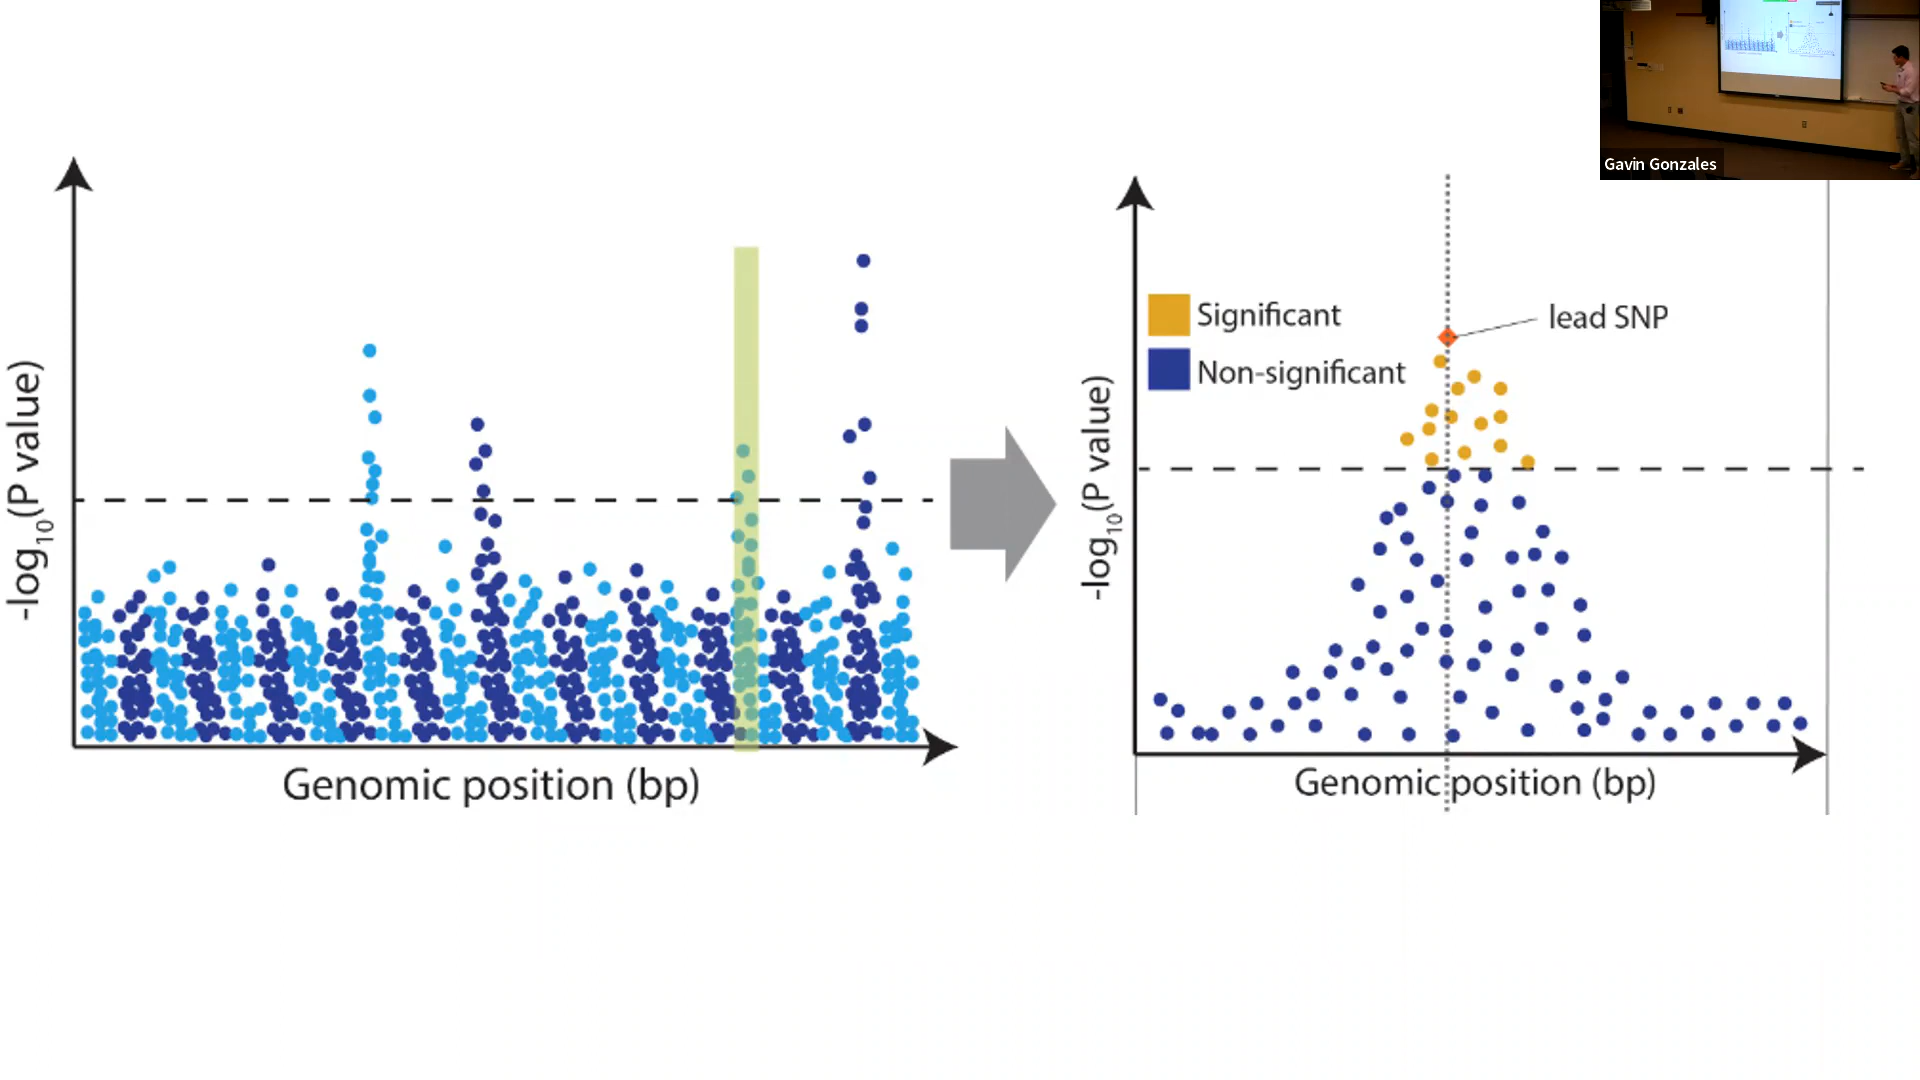 Gavin Gonzales
-log10(P value)
Genomic position (bp)
Significant
Non-significant
lead SNP
-log10(P value)
Genomic position (bp)